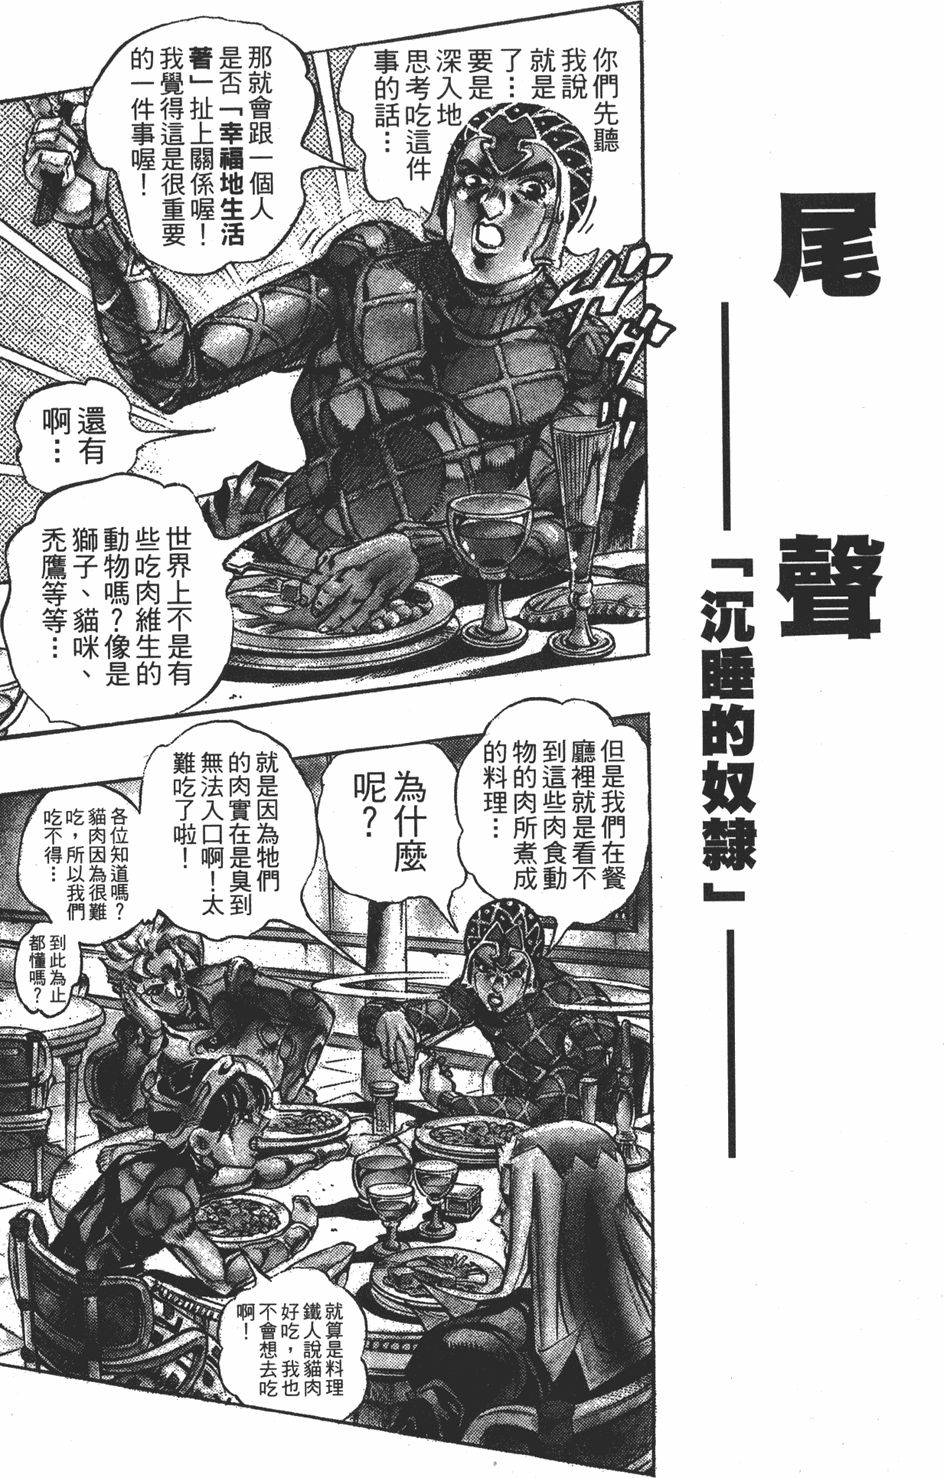 尾聲
「沉睡的奴隸」
你們先聽
我說
就是
了…
要是
深入地
思考吃這件
事的話…
那就會跟一個人
是否「幸福地生活
著」扯上關係喔！
我覺得這是很重要
的一件事喔！
還有
啊…
世界上不是有
些吃肉維生的
動物嗎？像是
獅子、貓咪、
禿鷹等等…
但是我們在餐
廳裡就是看不
到這些肉食動
物的肉所煮成
的料理…
為什麼
呢？
就是因為牠們
的肉實在是臭到
無法入口啊！太
難吃了啦！
各位知道嗎？
貓肉因為很難
吃，所以我們
吃不得…
到此為止
都懂嗎？
就算是料理
鐵人說貓肉
好吃，我也
不會想去吃
啊！